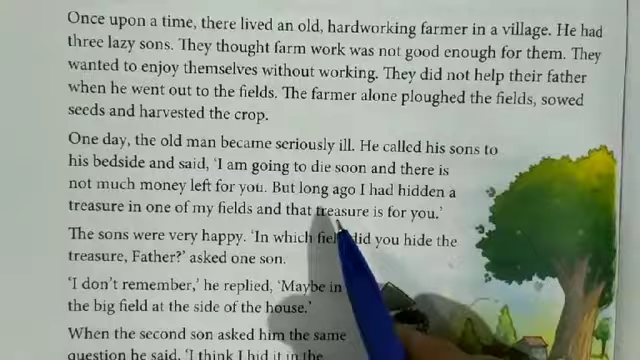 Once upon a time, there lived an old, hardworking farmer in a village. He had
three lazy sons. They thought farm work was not good enough for them. They
wanted to enjoy themselves without working. They did not help their father
when he went out to the fields. The farmer alone ploughed the fields, sowed
seeds and harvested the crop.
One day, the old man became seriously ill. He called his sons to
his bedside and said, 'I am going to die soon and there is
not much money left for you. But long ago I had hidden a
treasure in one of my fields and that treasure is for you.'
The sons were very happy. 'In which field did you hide the
treasure, Father?' asked one son.
'I don't remember,' he replied, 'Maybe in
the big field at the side of the house.'
When the second son asked him the same
question he said, 'I think I hid it in the